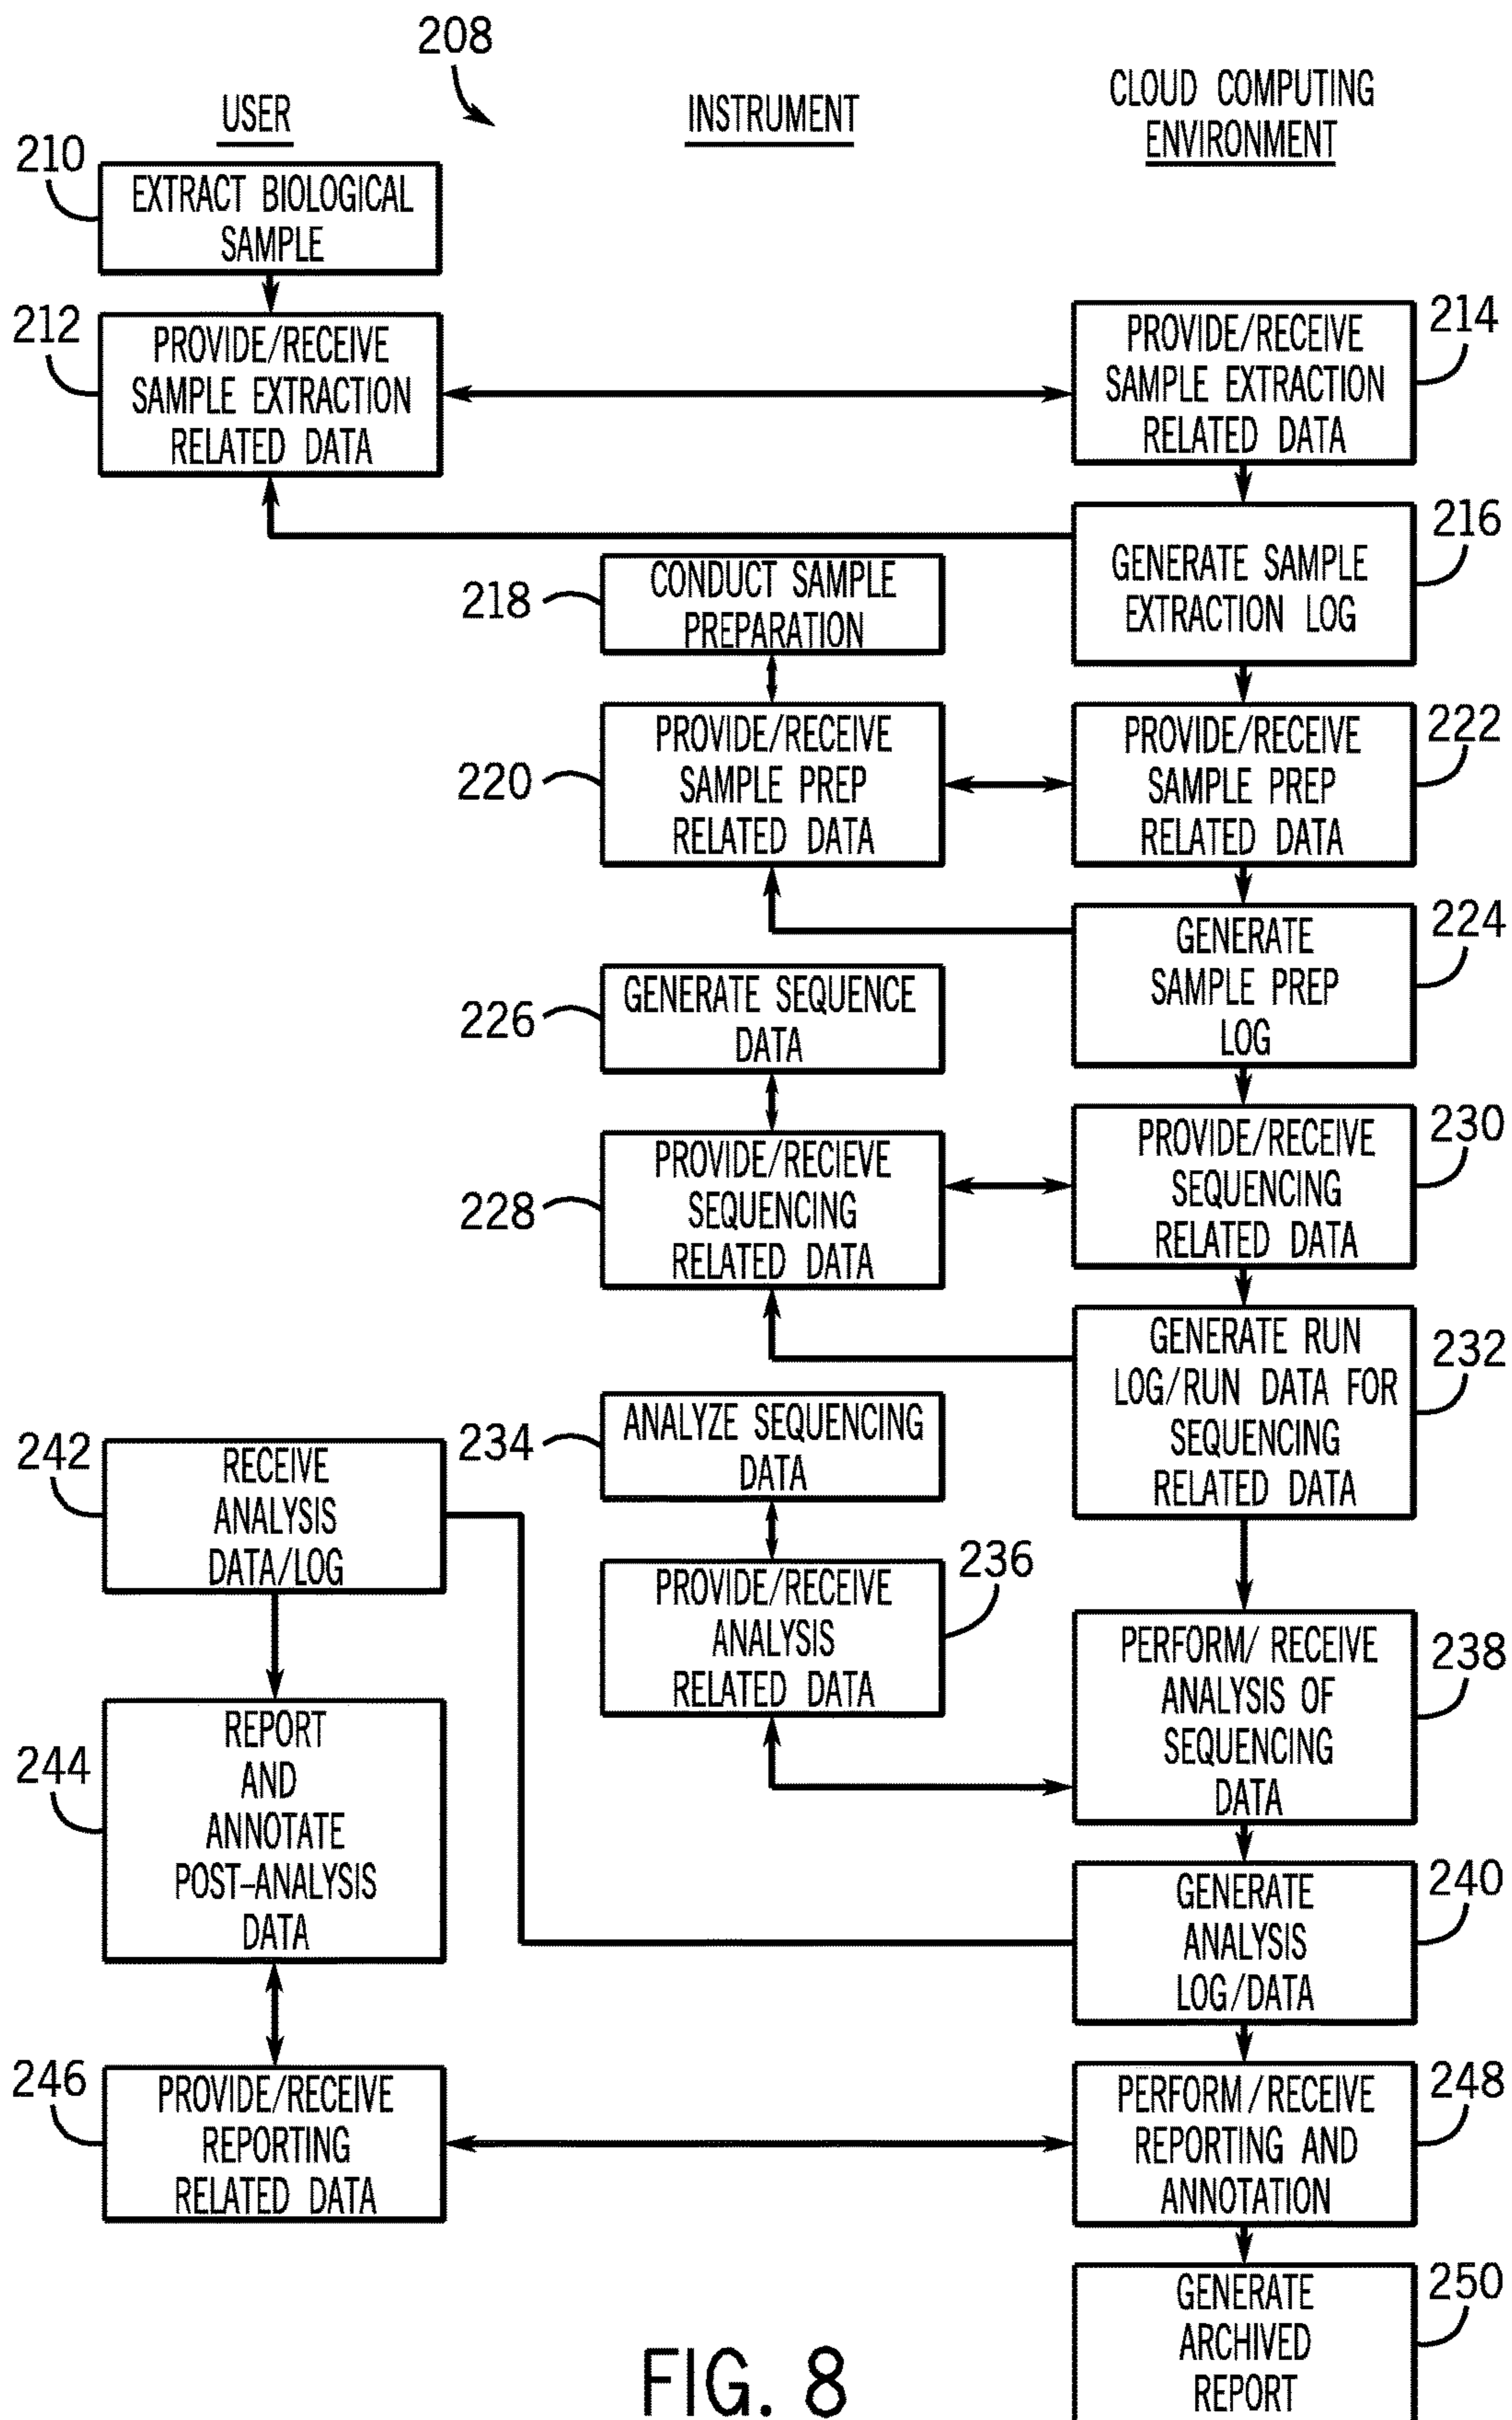 208
USER
INSTRUMENT
CLOUD COMPUTING
ENVIRONMENT
210
EXTRACT BIOLOGICAL
SAMPLE
212
PROVIDE/RECEIVE
SAMPLE EXTRACTION
RELATED DATA
PROVIDE/RECEIVE
SAMPLE EXTRACTION
RELATED DATA
214
GENERATE SAMPLE
EXTRACTION LOG
216
218
CONDUCT SAMPLE
PREPARATION
220
PROVIDE/RECEIVE
SAMPLE PREP
RELATED DATA
PROVIDE/RECEIVE
SAMPLE PREP
RELATED DATA
222
GENERATE
SAMPLE PREP
LOG
224
226
GENERATE SEQUENCE
DATA
228
PROVIDE/RECIEVE
SEQUENCING
RELATED DATA
PROVIDE/RECEIVE
SEQUENCING
RELATED DATA
230
GENERATE RUN
LOG/RUN DATA FOR
SEQUENCING
RELATED DATA
232
234
ANALYZE SEQUENCING
DATA
236
PROVIDE/RECEIVE
ANALYSIS
RELATED DATA
PERFORM/ RECEIVE
ANALYSIS OF
SEQUENCING
DATA
238
GENERATE
ANALYSIS
LOG/DATA
240
242
RECEIVE
ANALYSIS
DATA/LOG
244
REPORT
AND
ANNOTATE
POST-ANALYSIS
DATA
246
PROVIDE/RECEIVE
REPORTING
RELATED DATA
PERFORM/RECEIVE
REPORTING AND
ANNOTATION
248
GENERATE
ARCHIVED
REPORT
250
FIG. 8